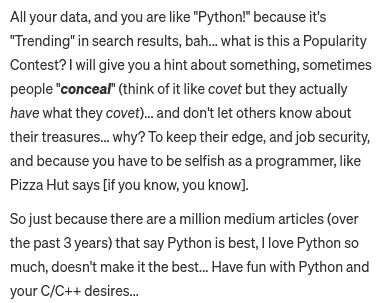 All your data, and you are like "Python!" because it's
"Trending" in search results, bah... what is this a Popularity
Contest? I will give you a hint about something, sometimes
people "conceal" (think of it like covet but they actually
have what they covet)... and don't let others know about
their treasures... why? To keep their edge, and job security,
and because you have to be selfish as a programmer, like
Pizza Hut says [if you know, you know].
So just because there are a million medium articles (over
the past 3 years) that say Python is best, I love Python so
much, doesn't make it the best... Have fun with Python and
your C/C++ desires...